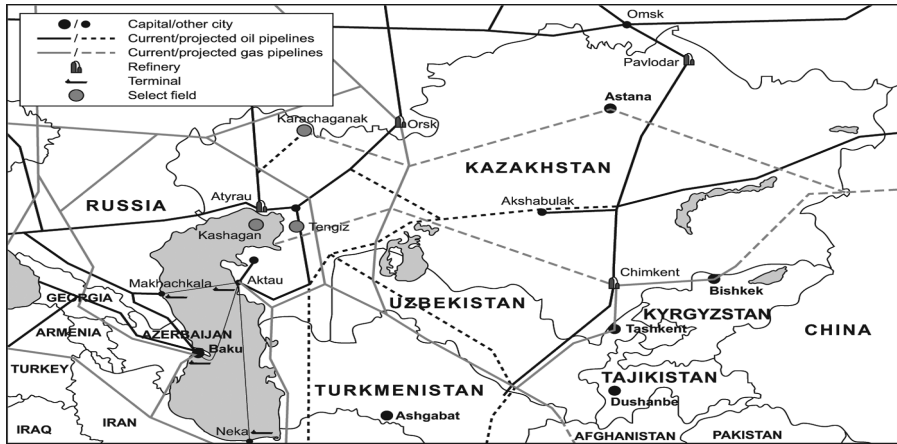 Capital/other city
Current/projected oil pipelines
Current/projected gas pipelines
Refinery
Terminal
Select field
Omsk
Pavlodar
Astana
Karachaganak
Orsk
KAZAKHSTAN
Atyrau
RUSSIA
Akshabulak
Kashagan
Tengiz
Makhachkala
Aktau
Chimkent
Bishkek
GEORGIA
UZBEKISTAN
KYRGYZSTAN
ARMENIA
AZERBAIJAN
Tashkent
CHINA
Baku
TURKEY
TAJIKISTAN
TURKMENISTAN
Dushanbe
IRAN
Ashgabat
IRAQ
Neka
AFGHANISTAN
PAKISTAN